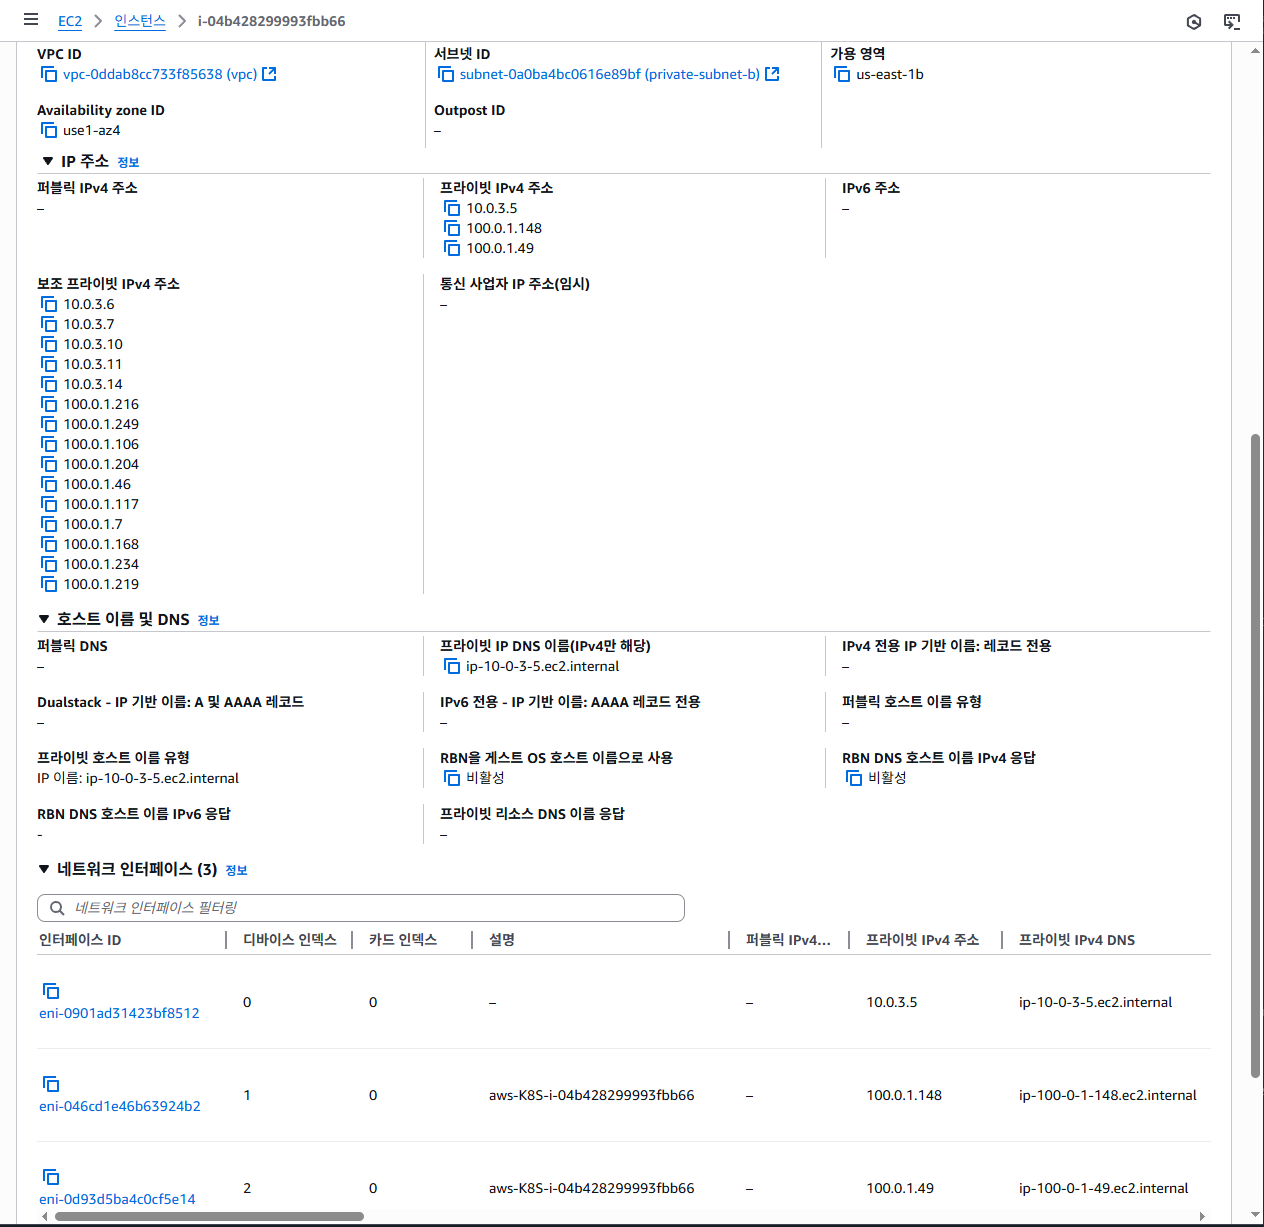 EC2 > 인스턴스 > i-04b428299993fbb66
VPC ID
vpc-0ddab8cc733f85638 (vpc)
서브넷 ID
subnet-0a0ba4bc0616e89bf (private-subnet-b)
가용 영역
us-east-1b
Availability zone ID
use1-az4
Outpost ID
–
IP 주소 정보
퍼블릭 IPv4 주소
–
프라이빗 IPv4 주소
10.0.3.5
100.0.1.148
100.0.1.49
IPv6 주소
–
보조 프라이빗 IPv4 주소
10.0.3.6
10.0.3.7
10.0.3.10
10.0.3.11
10.0.3.14
100.0.1.216
100.0.1.249
100.0.1.106
100.0.1.204
100.0.1.46
100.0.1.117
100.0.1.7
100.0.1.168
100.0.1.234
100.0.1.219
통신 사업자 IP 주소(임시)
–
호스트 이름 및 DNS 정보
퍼블릭 DNS
–
프라이빗 IP DNS 이름(IPv4만 해당)
ip-10-0-3-5.ec2.internal
IPv4 전용 IP 기반 이름: 레코드 전용
–
Dualstack - IP 기반 이름: A 및 AAAA 레코드
–
IPv6 전용 - IP 기반 이름: AAAA 레코드 전용
–
퍼블릭 호스트 이름 유형
–
프라이빗 호스트 이름 유형
IP 이름: ip-10-0-3-5.ec2.internal
RBN을 게스트 OS 호스트 이름으로 사용
비활성
RBN DNS 호스트 이름 IPv4 응답
비활성
RBN DNS 호스트 이름 IPv6 응답
-
프라이빗 리소스 DNS 이름 응답
–
네트워크 인터페이스 (3) 정보
네트워크 인터페이스 필터링
인터페이스 ID 디바이스 인덱스 카드 인덱스 설명 퍼블릭 IPv4... 프라이빗 IPv4 주소 프라이빗 IPv4 DNS
eni-0901ad31423bf8512 0 0 – – 10.0.3.5 ip-10-0-3-5.ec2.internal
eni-046cd1e46b63924b2 1 0 aws-K8S-i-04b428299993fbb66 – 100.0.1.148 ip-100-0-1-148.ec2.internal
eni-0d93d5ba4c0cf5e14 2 0 aws-K8S-i-04b428299993fbb66 – 100.0.1.49 ip-100-0-1-49.ec2.internal